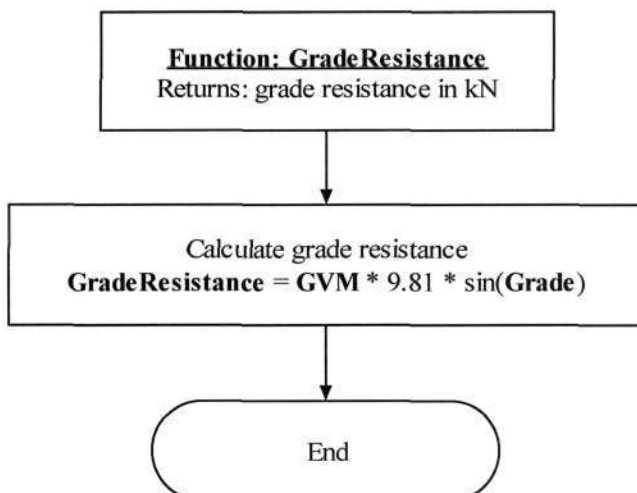 Function: GradeResistance
Returns: grade resistance in kN
Calculate grade resistance
GradeResistance = GVM * 9.81 * sin(Grade)
End